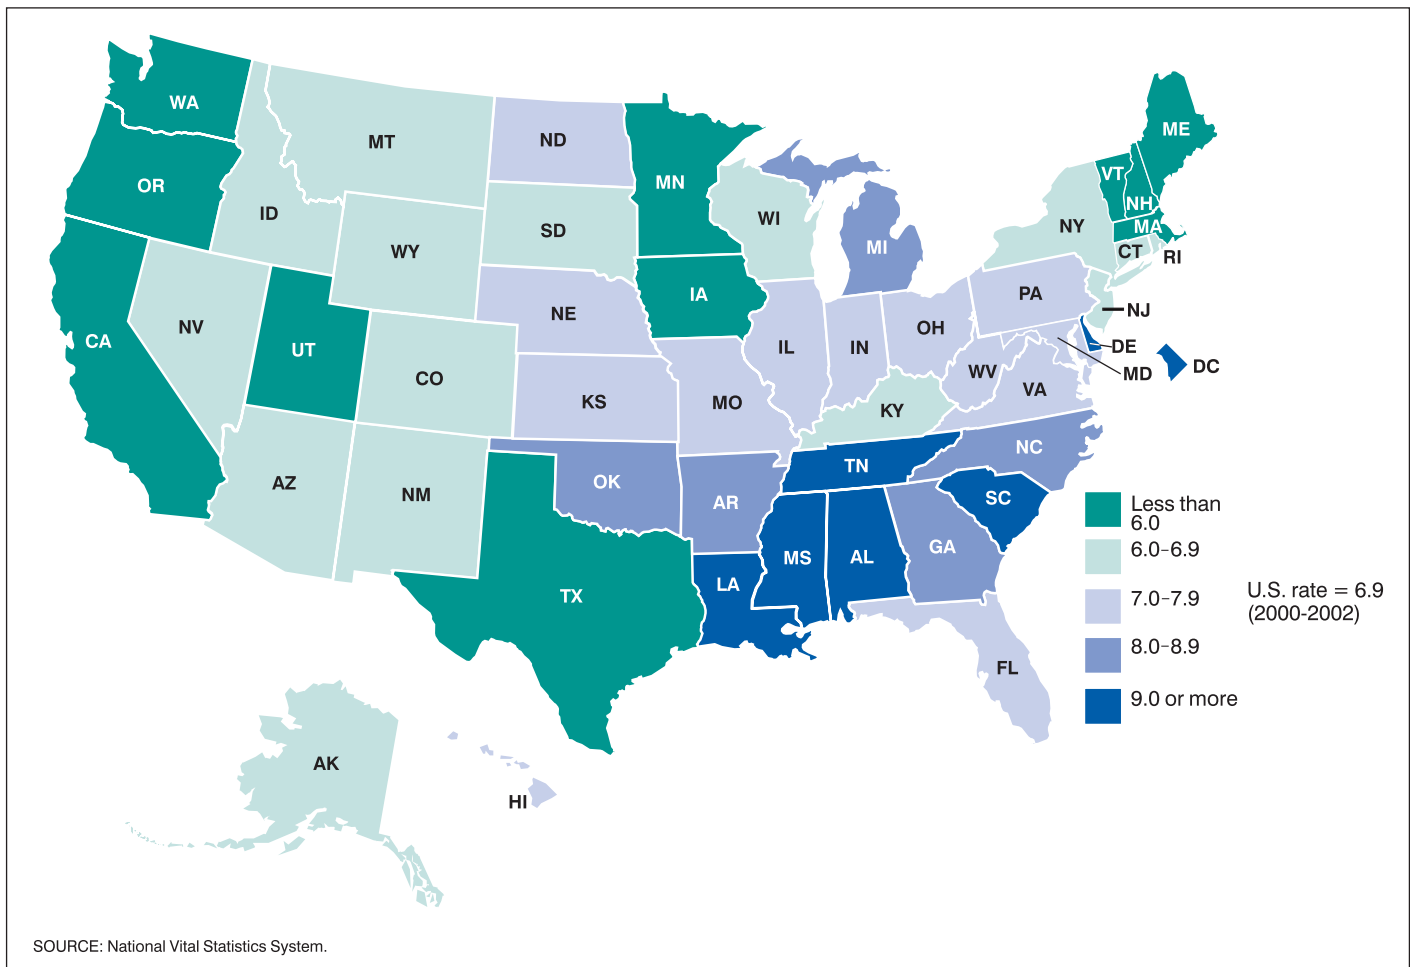 WA
ME
MT
ND
VT
MN
OR
NH
ID
WI
NY
MA
SD
MI
CT
RI
WY
IA
PA
NE
NJ
NV
OH
CA
UT
IL
IN
DE
DC
CO
WV
MD
VA
KS
MO
KY
NC
TN
OK
AZ
NM
AR
SC
Less than
6.0
GA
6.0–6.9
MS
AL
LA
TX
7.0–7.9
U.S. rate = 6.9
(2000-2002)
8.0–8.9
FL
9.0 or more
AK
HI
SOURCE: National Vital Statistics System.